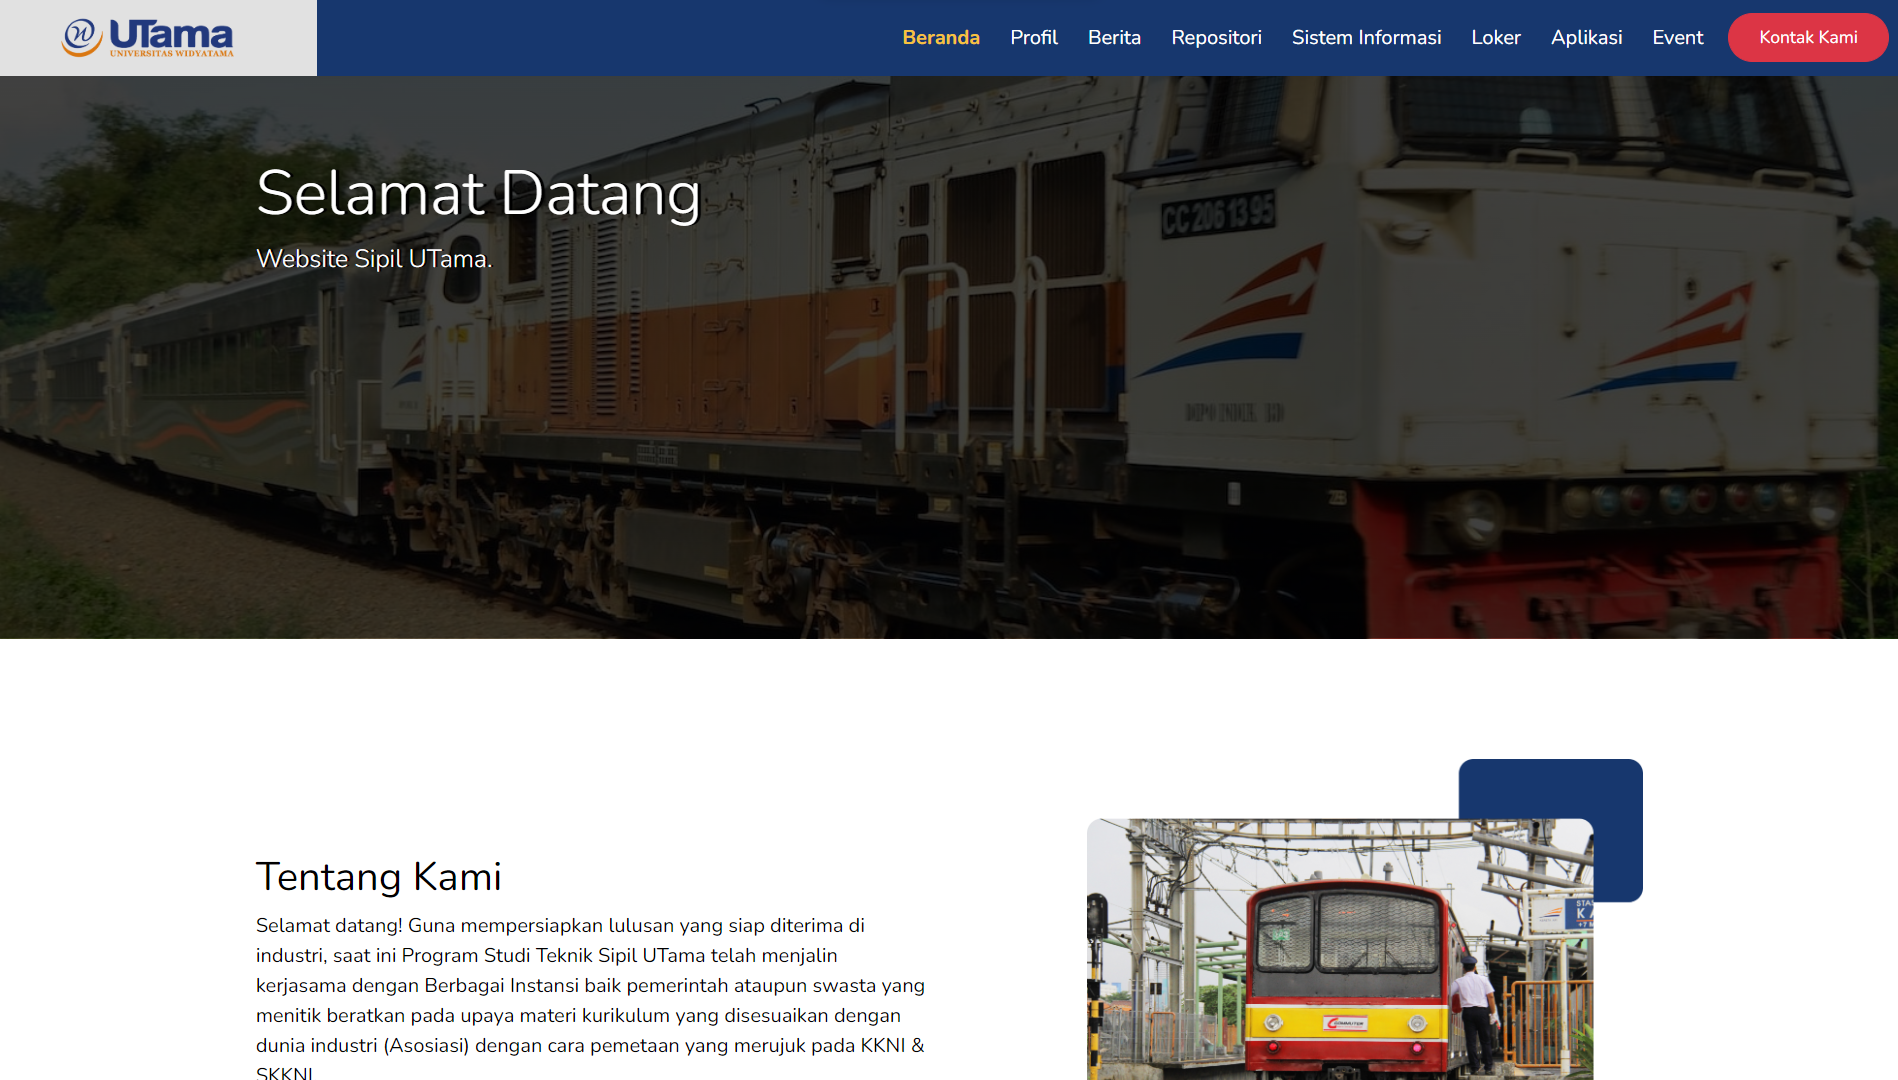 UTama
UNIVERSITAS WIDYATAMA
Beranda Profil Berita Repositori Sistem Informasi Loker Aplikasi Event Kontak Kami
Selamat Datang
Website Sipil UTama.
CC 206 13 95
Tentang Kami
Selamat datang! Guna mempersiapkan lulusan yang siap diterima di
industri, saat ini Program Studi Teknik Sipil UTama telah menjalin
kerjasama dengan Berbagai Instansi baik pemerintah ataupun swasta yang
menitik beratkan pada upaya materi kurikulum yang disesuaikan dengan
dunia industri (Asosiasi) dengan cara pemetaan yang merujuk pada KKNI &
SKKNI